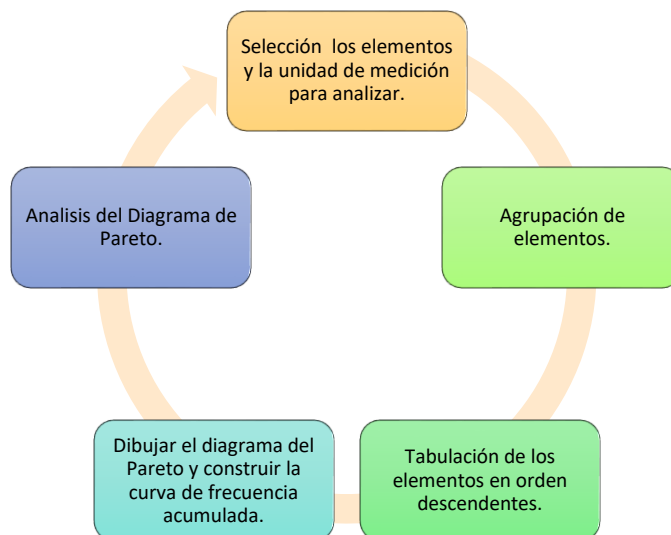 Selección los elementos
y la unidad de medición
para analizar.
Agrupación de
elementos.
Tabulación de los
elementos en orden
descendentes.
Dibujar el diagrama del
Pareto y construir la
curva de frecuencia
acumulada.
Analisis del Diagrama de
Pareto.